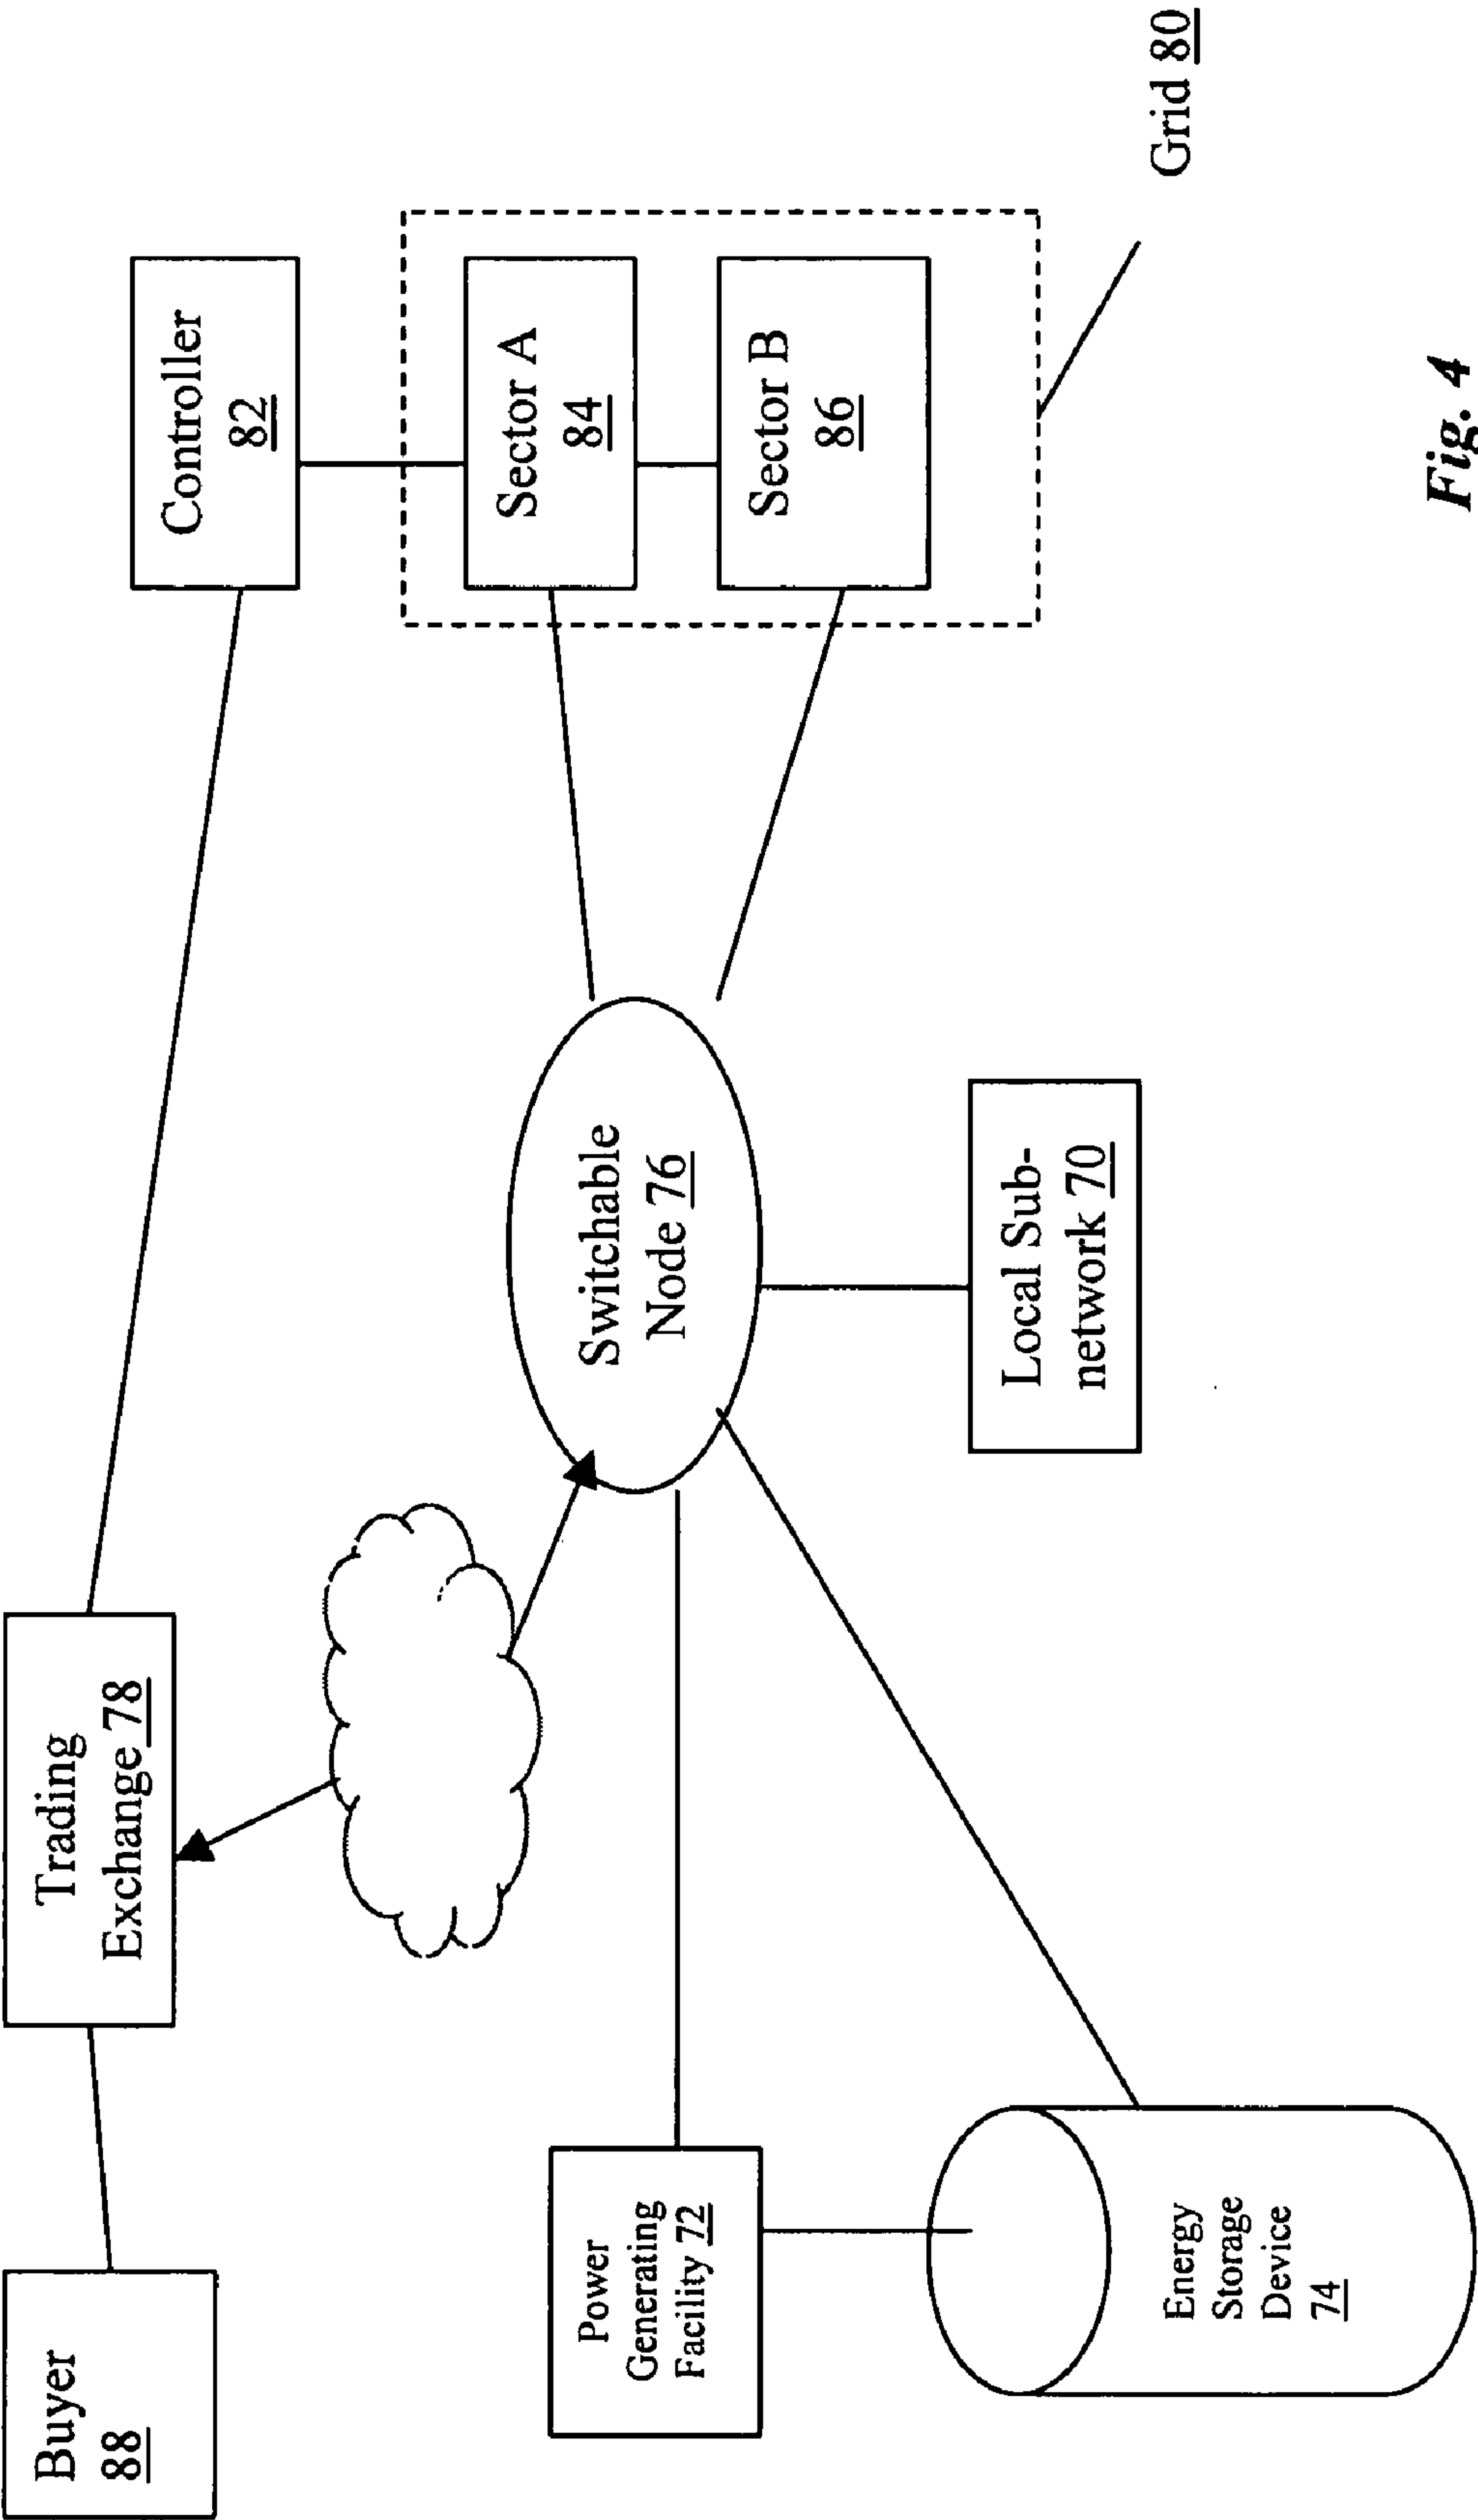 Buyer
88
Trading
Exchange 78
Controller
82
Power
Generating
Facility 72
Switchable
Node 76
Sector A
84
Sector B
86
Energy
Storage
Device
74
Local Sub-
network 70
Grid 80
Fig. 4